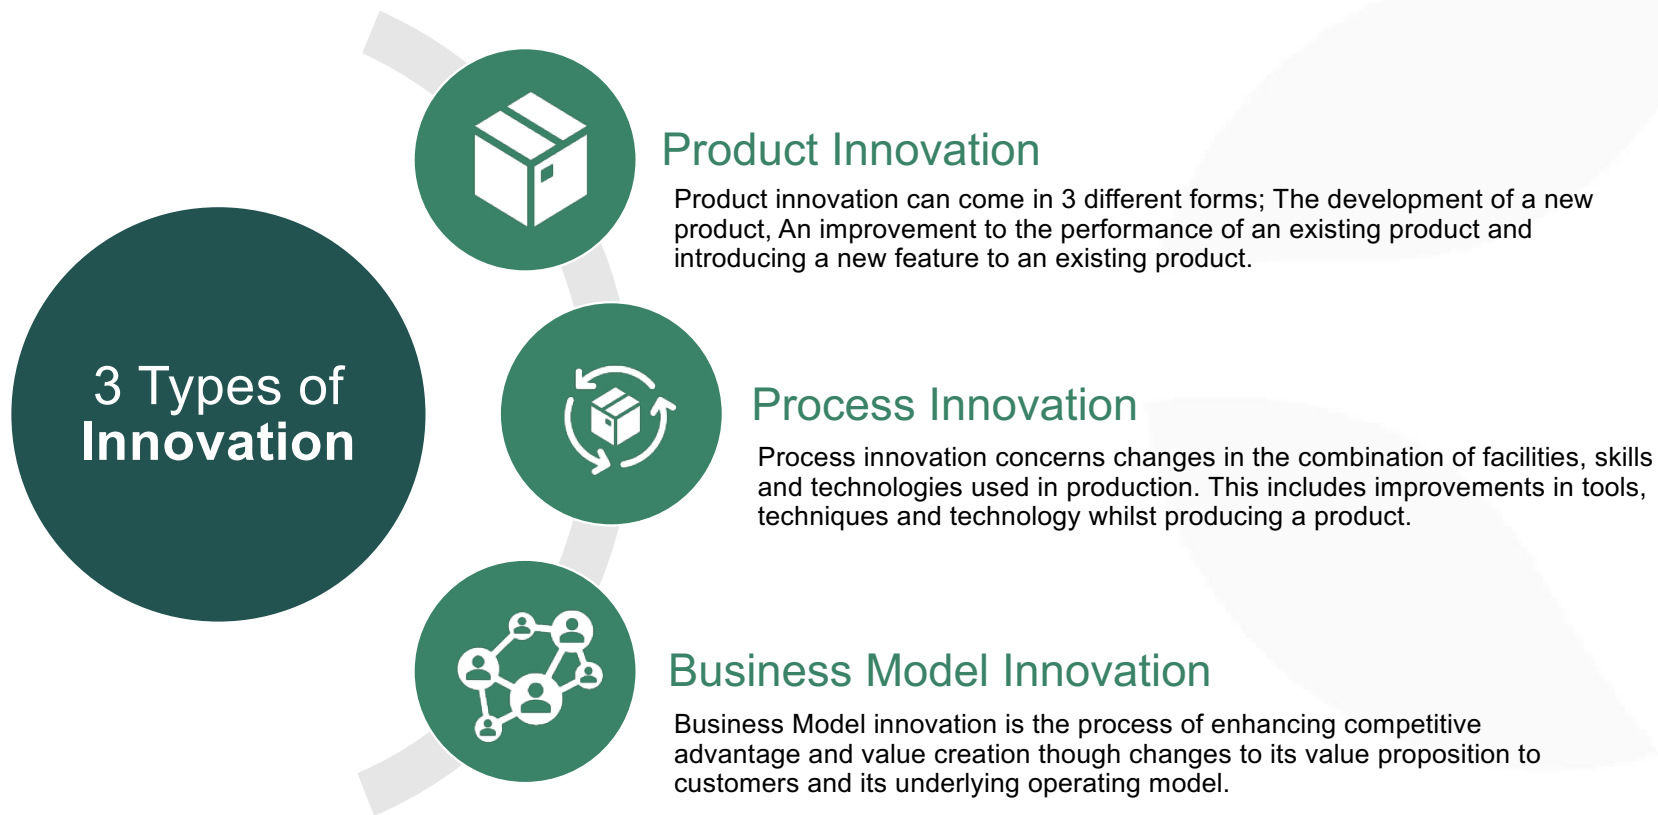 3 Types of
Innovation
Product Innovation
Product innovation can come in 3 different forms; The development of a new
product, An improvement to the performance of an existing product and
introducing a new feature to an existing product.
Process Innovation
Process innovation concerns changes in the combination of facilities, skills
and technologies used in production. This includes improvements in tools,
techniques and technology whilst producing a product.
Business Model Innovation
Business Model innovation is the process of enhancing competitive
advantage and value creation though changes to its value proposition to
customers and its underlying operating model.